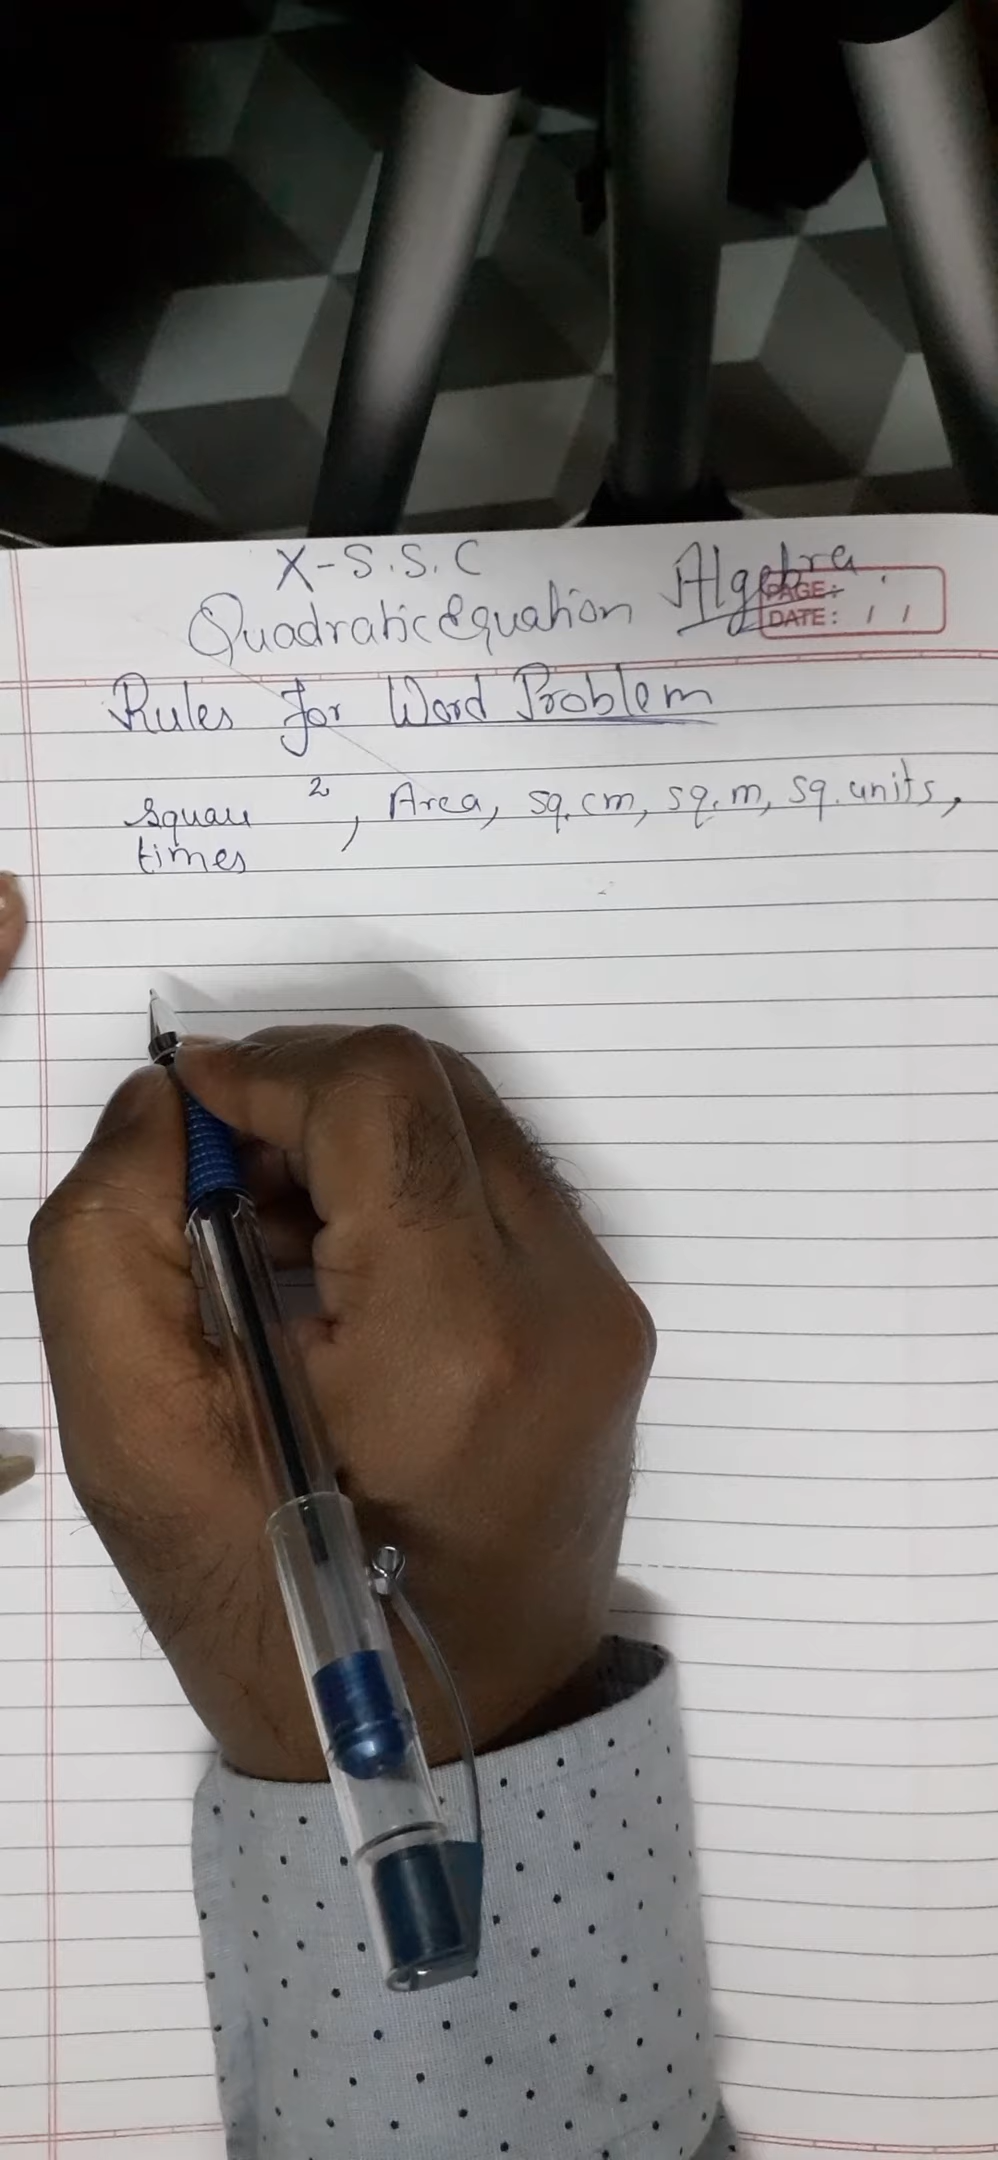 X-S.S.C
Quadratic Equation Algebra
PAGE:
DATE: / /
Rules for Word Problem
square ², Area, sq.cm, sq.m, sq.units,
times